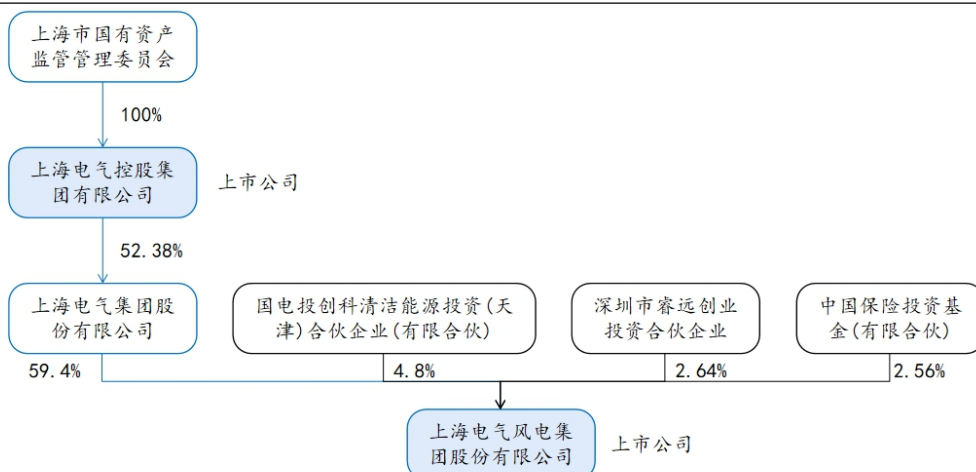 上海市国有资产
监管管理委员会
100%
上海电气控股集
团有限公司
上市公司
52.38%
上海电气集团股
份有限公司
国电投创科清洁能源投资(天
津)合伙企业(有限合伙)
深圳市睿远创业
投资合伙企业
中国保险投资基
金(有限合伙)
59.4%
4.8%
2.64%
2.56%
上海电气风电集
团股份有限公司
上市公司